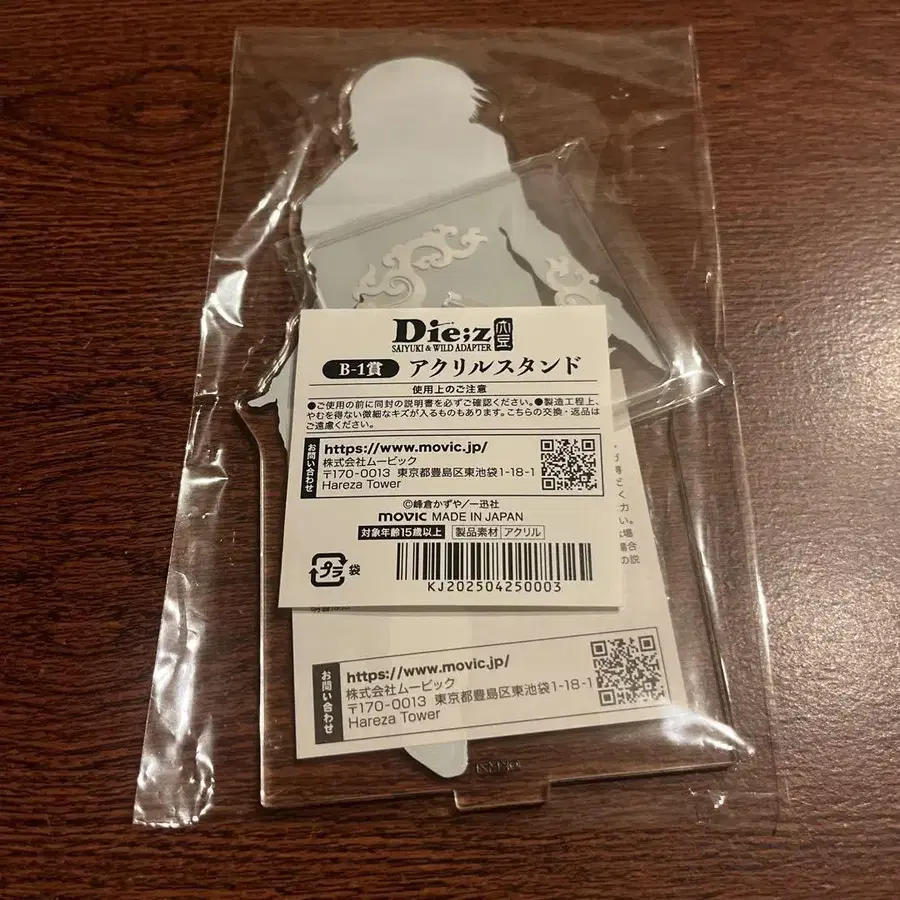 Die;z
SAIYUKI & WILD ADAPTER
B-1賞 アクリルスタンド
使用上のご注意
●ご使用の前に同封の説明書を必ずご確認ください。●製造工程上、
やむを得ない微細なキズが入るものもあります。こちらの交換・返品は
ご遠慮ください。
お問い合わせ
https://www.movic.jp/
株式会社ムービック
〒170-0013 東京都豊島区東池袋1-18-1
Hareza Tower
©峰倉かずや/一迅社
movic MADE IN JAPAN
対象年齢15歳以上 製品素材 アクリル
プラ 袋
KJ202504250003
お問い合わせ
https://www.movic.jp/
株式会社ムービック
〒170-0013 東京都豊島区東池袋1-18-1
Hareza Tower